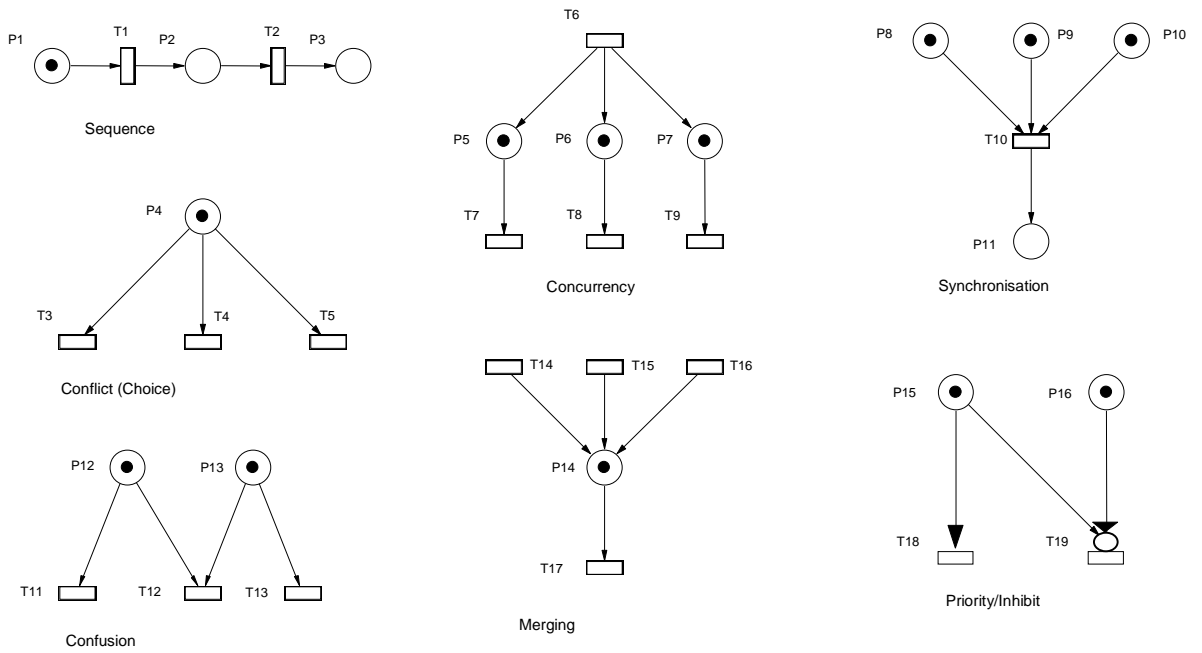 P1
T1
P2
T2
P3
Sequence
T6
P5
P6
P7
T7
T8
T9
Concurrency
P8
P9
P10
T10
P11
Synchronisation
P4
T3
T4
T5
Conflict (Choice)
T14
T15
T16
P14
T17
Merging
P15
P16
T18
T19
Priority/Inhibit
P12
P13
T11
T12
T13
Confusion